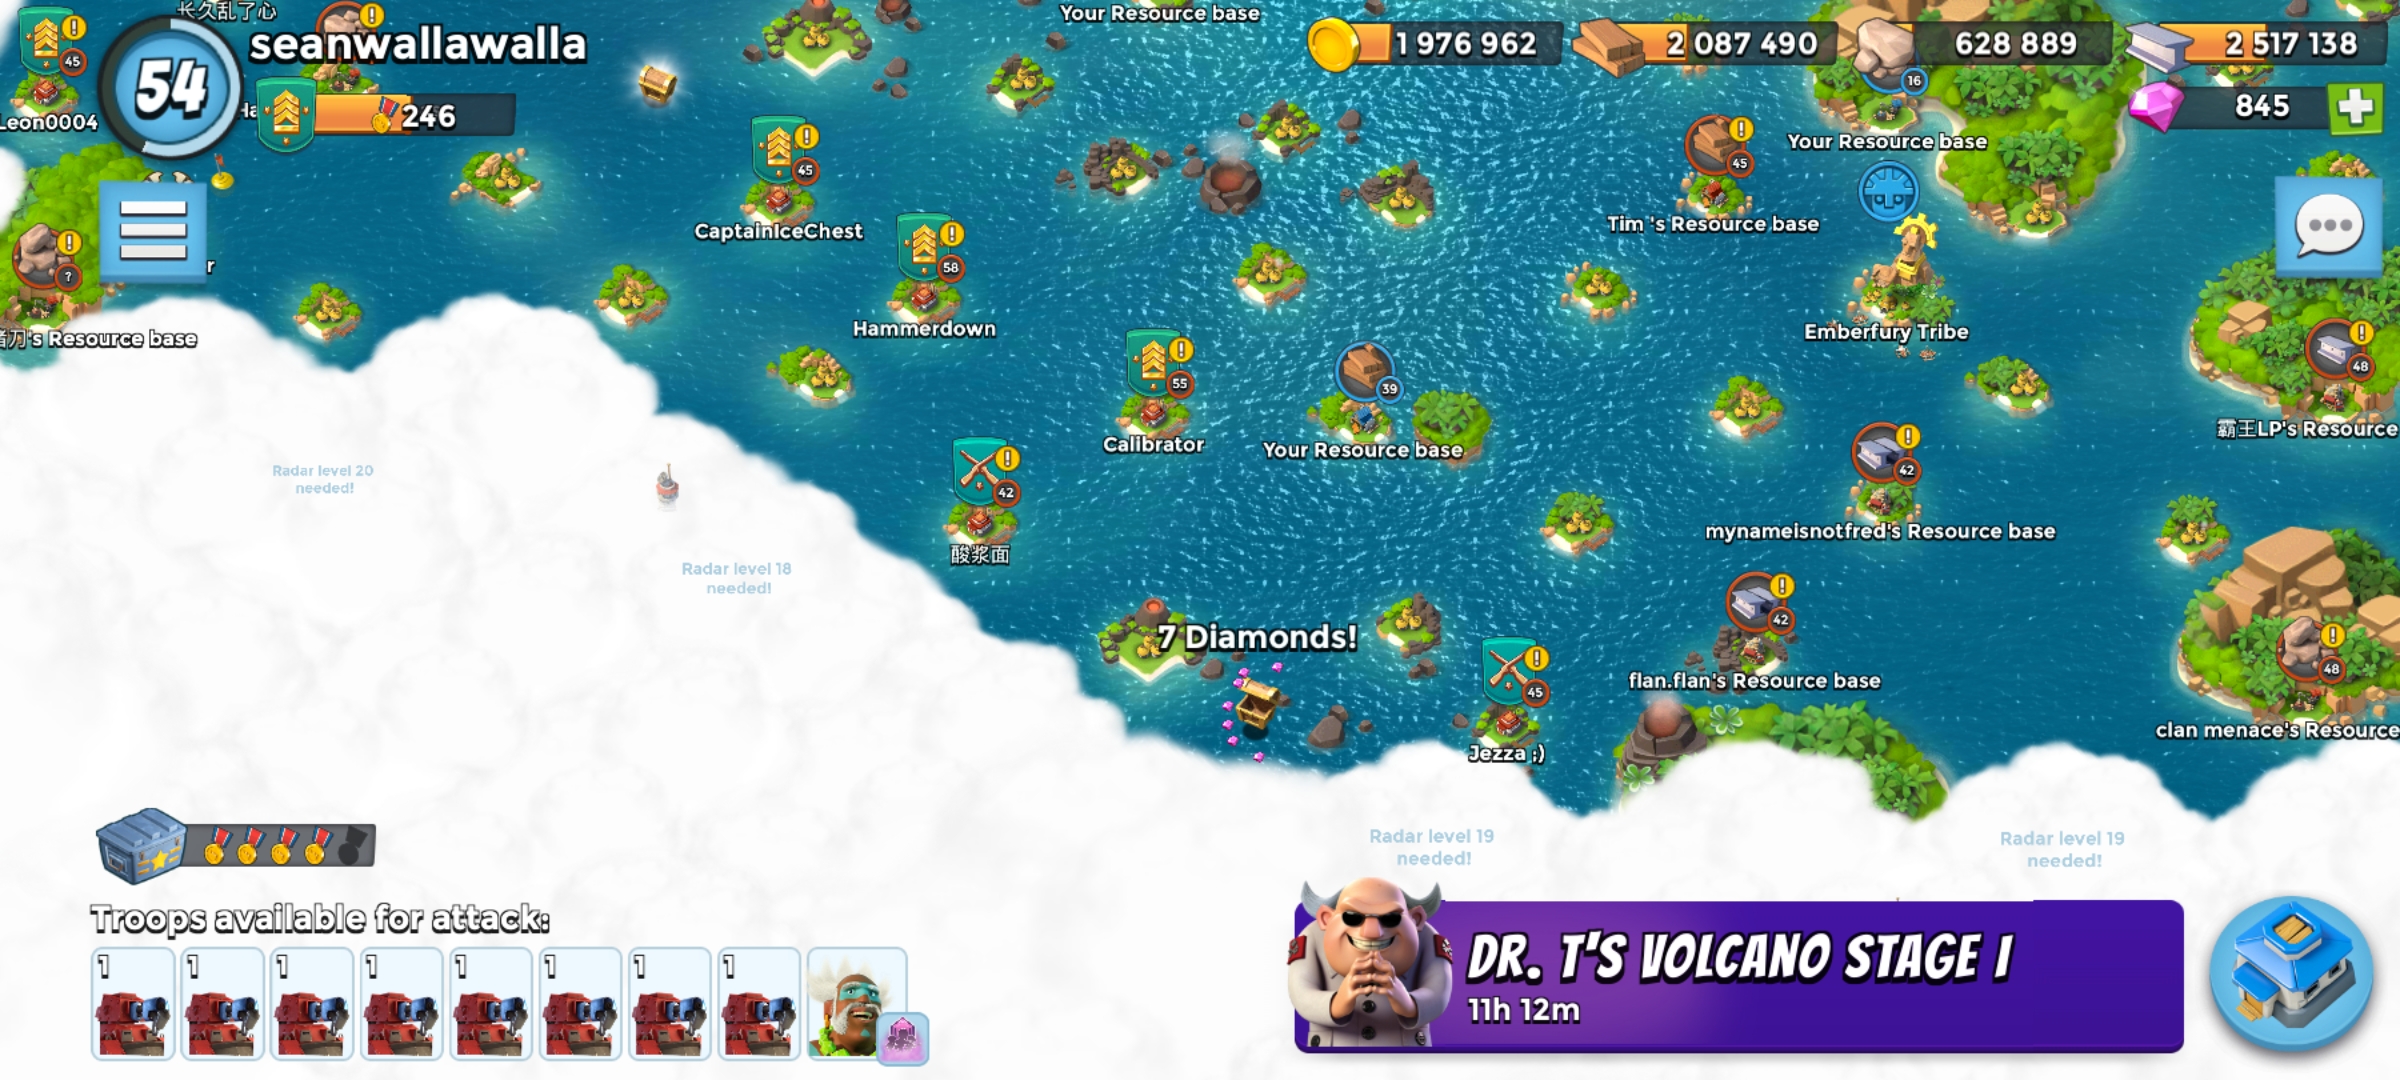 长久乱了心
Your Resource base
45
54
seanwallawalla
246
1 976 962
2 087 490
628 889
2 517 138
16
845
Leon0004
45
CaptainIceChest
45
Tim 's Resource base
Your Resource base
58
Hammerdown
?
's Resource base
Emberfury Tribe
55
Calibrator
39
Your Resource base
48
霸王LP's Resource
42
mynameisnotfred's Resource base
42
酸浆面
Radar level 20
needed!
Radar level 18
needed!
7 Diamonds!
45
Jezza ;)
42
flan.flan's Resource base
48
clan menace's Resource
Radar level 19
needed!
Radar level 19
needed!
Troops available for attack:
1
1
1
1
1
1
1
1
DR. T'S VOLCANO STAGE I
11h 12m